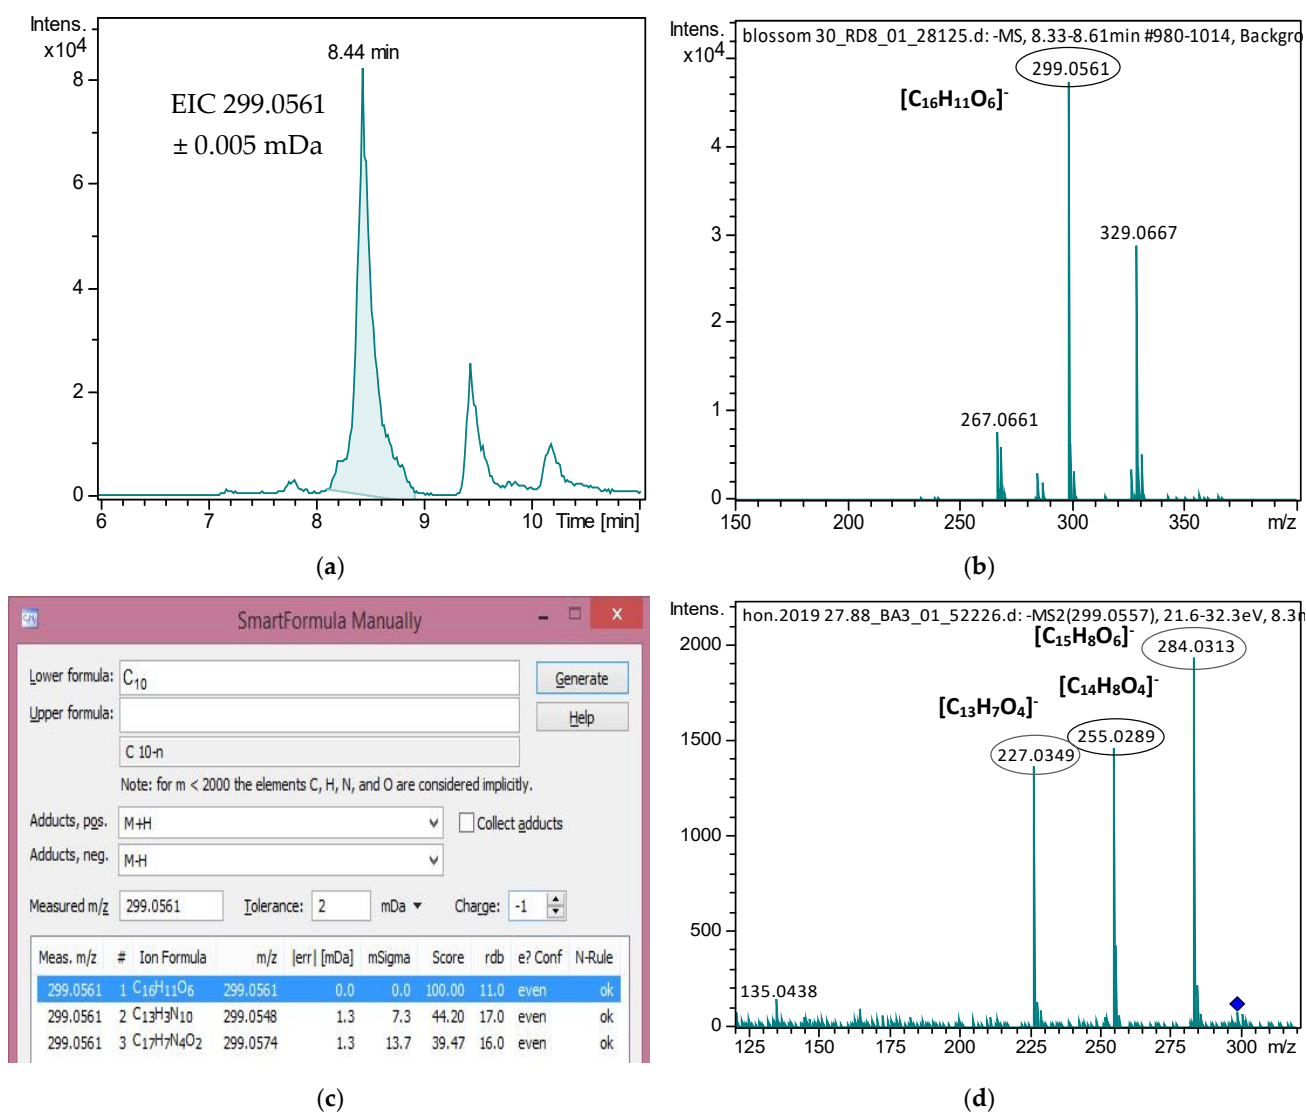 Intens.
x10⁴
8.44 min
EIC 299.0561
± 0.005 mDa
8
6
4
2
0
6 7 8 9 10 Time [min]
(a)
Intens.
x10⁴
blossom 30_RD8_01_28125.d: -MS, 8.33-8.61min #980-1014, Backgro
299.0561
[C₁₆H₁₁O₆]⁻
329.0667
267.0661
4
3
2
1
0
150 200 250 300 350 m/z
(b)
SmartFormula Manually
Lower formula: C₁₀ Generate
Upper formula: Help
C 10-n
Note: for m < 2000 the elements C, H, N, and O are considered implicitly.
Adducts, pos. M+H Collect adducts
Adducts, neg. M-H
Measured m/z 299.0561 Tolerance: 2 mDa Charge: -1
Meas. m/z # Ion Formula m/z |err| [mDa] mSigma Score rdb e? Conf N-Rule
299.0561 1 C₁₆H₁₁O₆ 299.0561 0.0 0.0 100.00 11.0 even ok
299.0561 2 C₁₃H₃N₁₀ 299.0548 1.3 7.3 44.20 17.0 even ok
299.0561 3 C₁₇H₇N₄O₂ 299.0574 1.3 13.7 39.47 16.0 even ok
(c)
Intens.
hon.2019 27.88_BA3_01_52226.d: -MS2(299.0557), 21.6-32.3eV, 8.3m
[C₁₅H₈O₆]⁻
284.0313
[C₁₄H₈O₄]⁻
[C₁₃H₇O₄]⁻
255.0289
227.0349
135.0438
2000
1500
1000
500
0
125 150 175 200 225 250 275 300 m/z
(d)